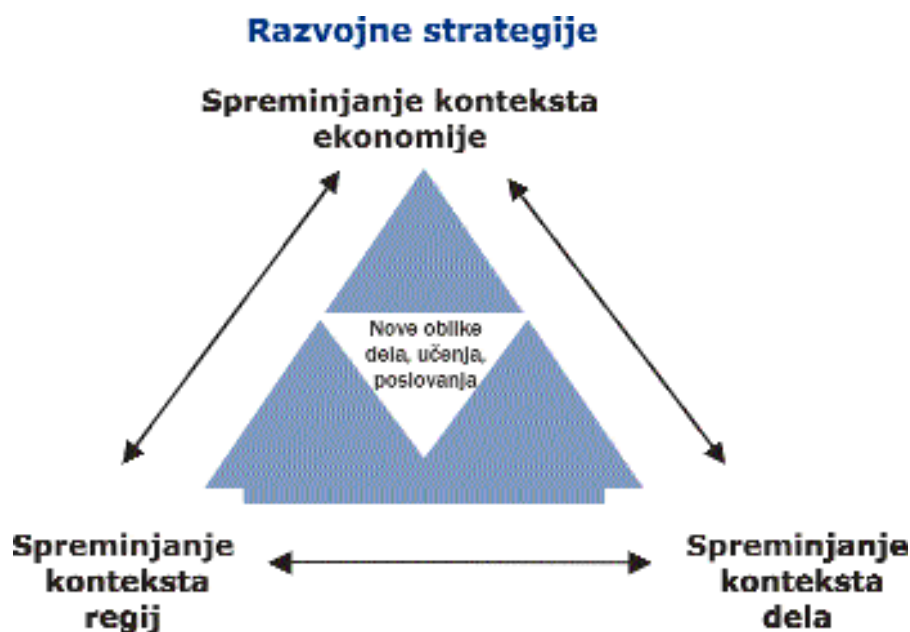 Razvojne strategije
Spreminjanje konteksta
ekonomije
Nove oblike
dela, učenja,
poslovanja
Spreminjanje
konteksta
regij
Spreminjanje
konteksta
dela